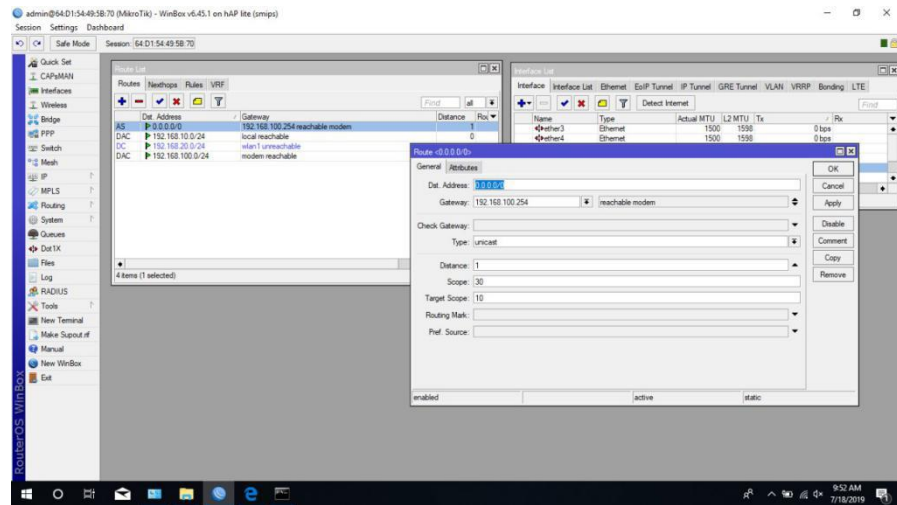 admin@64:D1:54:49:5B:70 (MikroTik) - WinBox v6.45.1 on hAP lite (smips)
Session Settings Dashboard
Safe Mode Session: 64:D1:54:49:5B:70
Quick Set
CAPsMAN
Interfaces
Wireless
Bridge
PPP
Switch
Mesh
IP
MPLS
Routing
System
Queues
Dot1X
Files
Log
RADIUS
Tools
New Terminal
Make Supout.rif
Manual
New WinBox
Exit
RouterOS WinBox
Route List
Routes Nexthops Rules VRF
Find all
Dst. Address Gateway Distance Rou
AS 0.0.0.0/0 192.168.100.254 reachable modem 1
DAC 192.168.10.0/24 local reachable 0
DC 192.168.20.0/24 wlan1 unreachable
DAC 192.168.100.0/24 modem reachable
4 items (1 selected)
Interface List
Interface Interface List Ethernet EoIP Tunnel IP Tunnel GRE Tunnel VLAN VRRP Bonding LTE
Detect Internet Find
Name Type Actual MTU L2 MTU Tx Rx
ether3 Ethernet 1500 1598 0 bps
ether4 Ethernet 1500 1598 0 bps
Route <0.0.0.0/0>
General Attributes
Dst. Address: 0.0.0.0/0
Gateway: 192.168.100.254 reachable modem
Check Gateway:
Type: unicast
Distance: 1
Scope: 30
Target Scope: 10
Routing Mark:
Pref. Source:
OK
Cancel
Apply
Disable
Comment
Copy
Remove
enabled active static
9:52 AM
7/18/2019